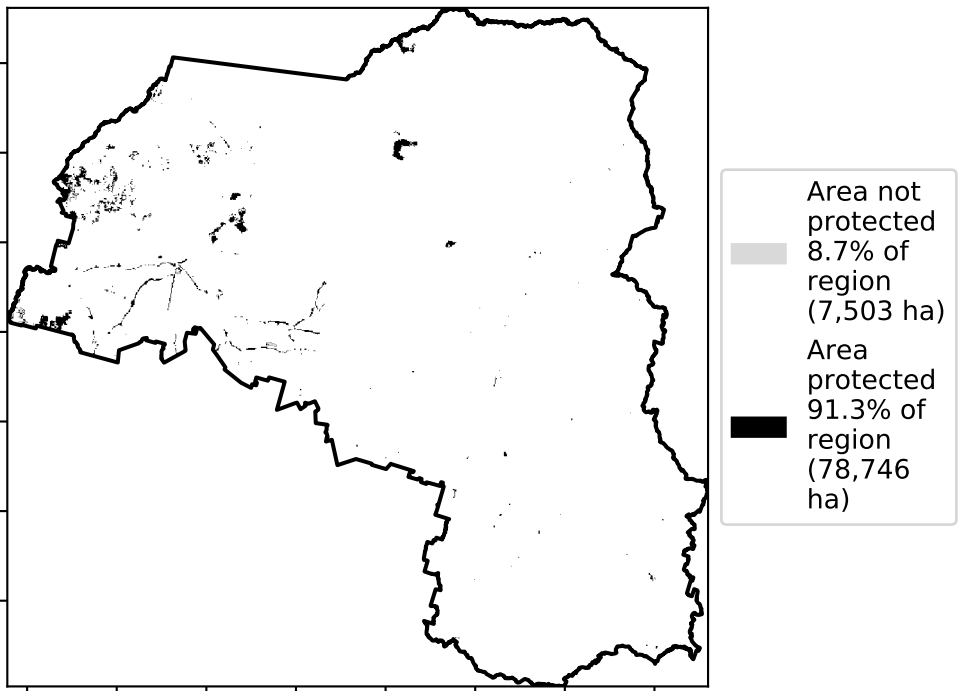 Area not
protected
8.7% of
region
(7,503 ha)
Area
protected
91.3% of
region
(78,746
ha)